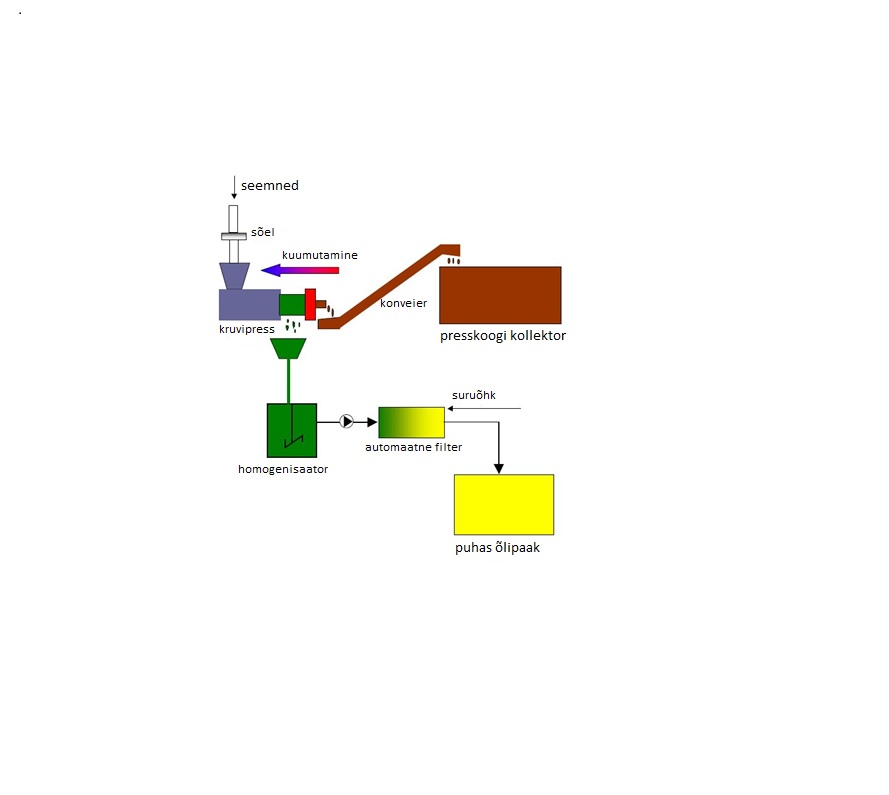 seemned
sõel
kuumutamine
konveier
kruvipress
presskoogi kollektor
suruõhk
automaatne filter
homogenisaator
puhas õlipaak